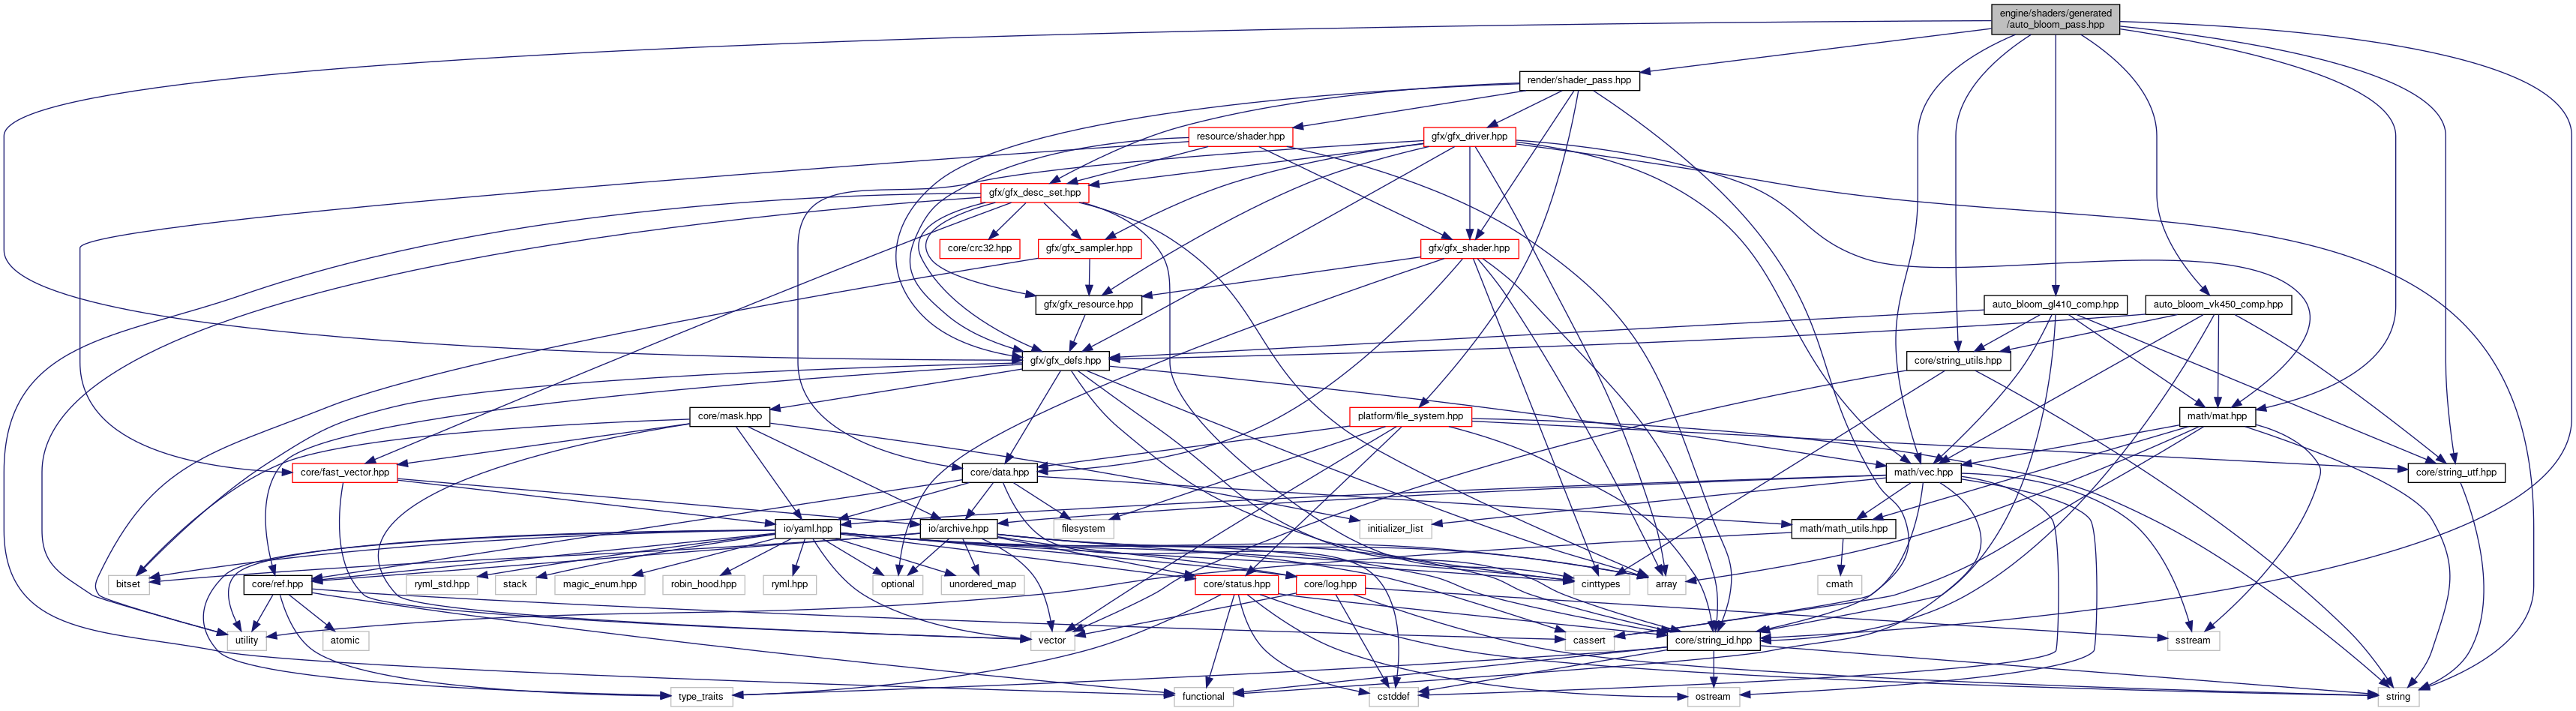 engine/shaders/generated
/auto_bloom_pass.hpp
render/shader_pass.hpp
resource/shader.hpp
gfx/gfx_driver.hpp
gfx/gfx_desc_set.hpp
core/crc32.hpp
gfx/gfx_sampler.hpp
gfx/gfx_shader.hpp
gfx/gfx_resource.hpp
auto_bloom_gl410_comp.hpp
auto_bloom_vk450_comp.hpp
gfx/gfx_defs.hpp
core/string_utils.hpp
core/mask.hpp
platform/file_system.hpp
math/mat.hpp
core/fast_vector.hpp
core/data.hpp
math/vec.hpp
core/string_utf.hpp
io/yaml.hpp
io/archive.hpp
filesystem
initializer_list
math/math_utils.hpp
bitset
core/ref.hpp
ryml_std.hpp
stack
magic_enum.hpp
robin_hood.hpp
ryml.hpp
optional
unordered_map
core/status.hpp
core/log.hpp
cinttypes
array
cmath
utility
atomic
vector
cassert
core/string_id.hpp
sstream
type_traits
functional
cstddef
ostream
string